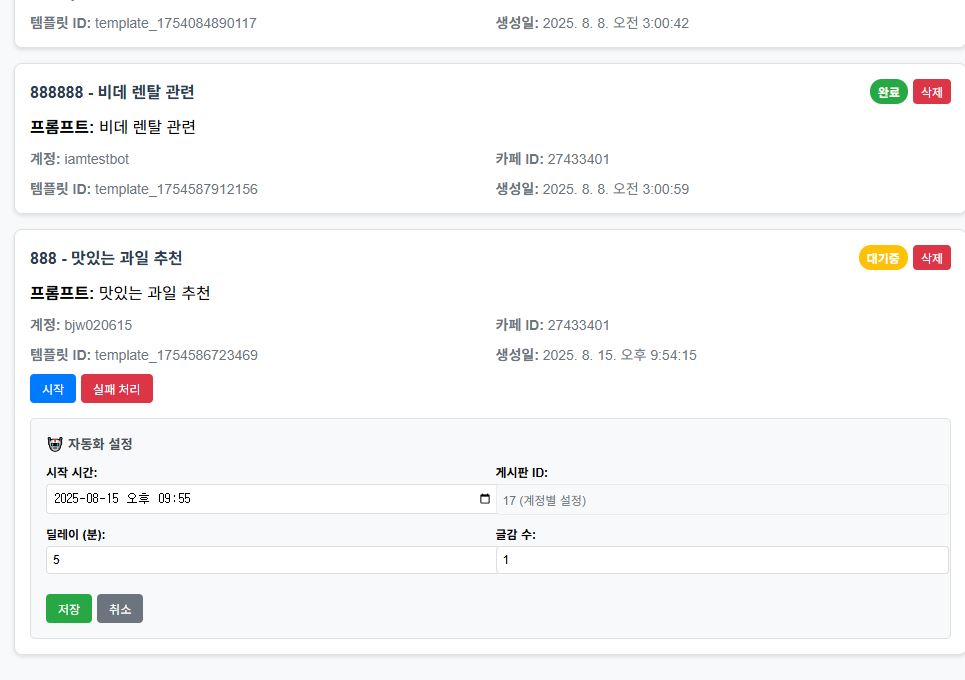 템플릿 ID: template_1754084890117 생성일: 2025. 8. 8. 오전 3:00:42
888888 - 비데 렌탈 관련 완료 삭제
프롬프트: 비데 렌탈 관련
계정: iamtestbot 카페 ID: 27433401
템플릿 ID: template_1754587912156 생성일: 2025. 8. 8. 오전 3:00:59
888 - 맛있는 과일 추천 대기중 삭제
프롬프트: 맛있는 과일 추천
계정: bjw020615 카페 ID: 27433401
템플릿 ID: template_1754586723469 생성일: 2025. 8. 15. 오후 9:54:15
시작 실패 처리
자동화 설정
시작 시간: 게시판 ID:
2025-08-15 오후 09:55 17 (계정별 설정)
딜레이 (분): 글감 수:
5 1
저장 취소